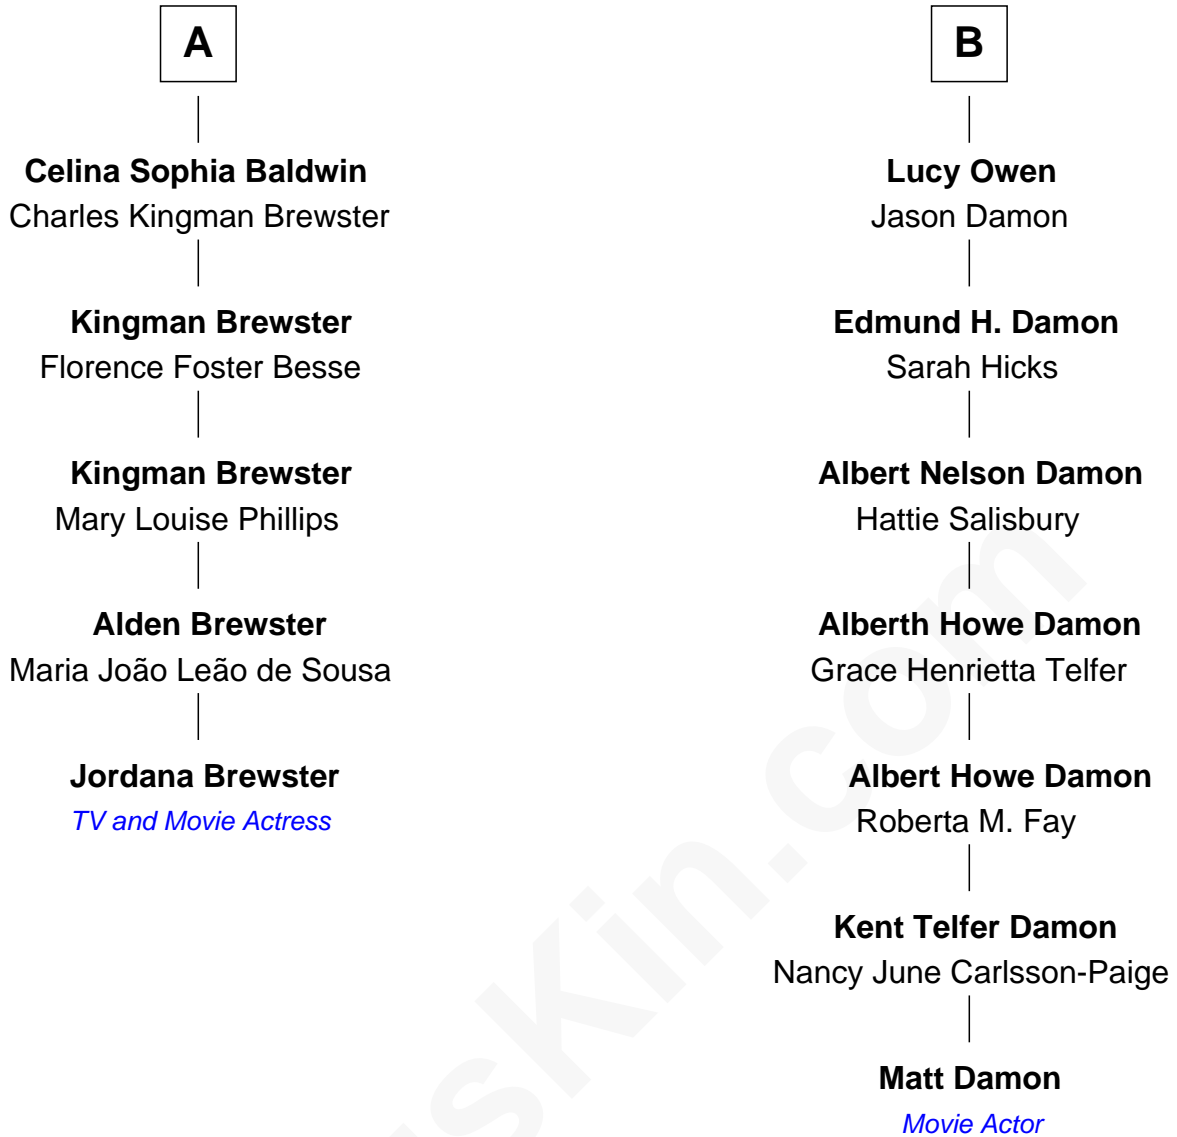 A
Celina Sophia Baldwin
Charles Kingman Brewster
Kingman Brewster
Florence Foster Besse
Kingman Brewster
Mary Louise Phillips
Alden Brewster
Maria João Leão de Sousa
Jordana Brewster
TV and Movie Actress
B
Lucy Owen
Jason Damon
Edmund H. Damon
Sarah Hicks
Albert Nelson Damon
Hattie Salisbury
Alberth Howe Damon
Grace Henrietta Telfer
Albert Howe Damon
Roberta M. Fay
Kent Telfer Damon
Nancy June Carlsson-Paige
Matt Damon
Movie Actor
sKin.com